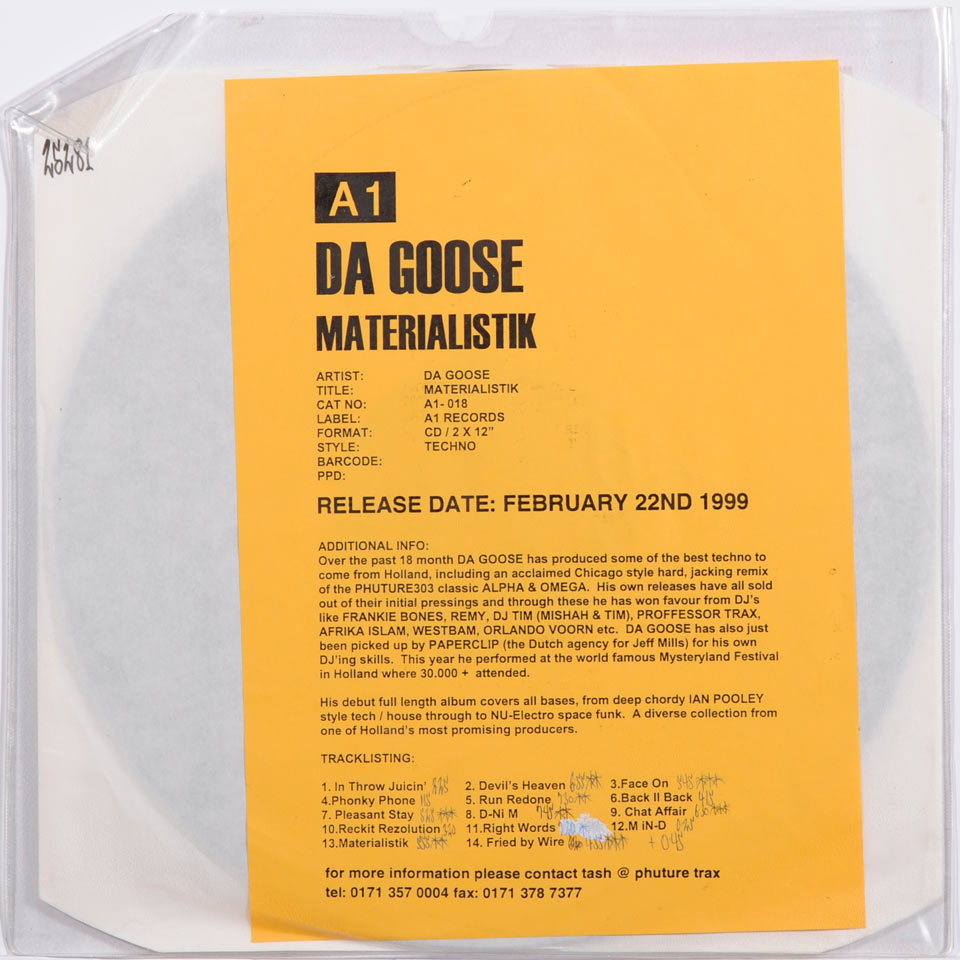 25281
A1
DA GOOSE
MATERIALISTIK
ARTIST: DA GOOSE
TITLE: MATERIALISTIK
CAT NO: A1- 018
LABEL: A1 RECORDS
FORMAT: CD / 2 X 12”
STYLE: TECHNO
BARCODE:
PPD:
RELEASE DATE: FEBRUARY 22ND 1999
ADDITIONAL INFO:
Over the past 18 month DA GOOSE has produced some of the best techno to
come from Holland, including an acclaimed Chicago style hard, jacking remix
of the PHUTURE303 classic ALPHA & OMEGA. His own releases have all sold
out of their initial pressings and through these he has won favour from DJ's
like FRANKIE BONES, REMY, DJ TIM (MISHAH & TIM), PROFFESSOR TRAX,
AFRIKA ISLAM, WESTBAM, ORLANDO VOORN etc. DA GOOSE has also just
been picked up by PAPERCLIP (the Dutch agency for Jeff Mills) for his own
DJ'ing skills. This year he performed at the world famous Mysteryland Festival
in Holland where 30.000 + attended.
His debut full length album covers all bases, from deep chordy IAN POOLEY
style tech / house through to NU-Electro space funk. A diverse collection from
one of Holland's most promising producers.
TRACKLISTING:
1. In Throw Juicin' 2. Devil's Heaven 3.Face On
4.Phonky Phone 5. Run Redone 6.Back II Back
7. Pleasant Stay 8. D-Ni M 9. Chat Affair
10.Reckit Rezolution 11.Right Words 12.M iN-D
13.Materialistik 14. Fried by Wire + 045
for more information please contact tash @ phuture trax
tel: 0171 357 0004 fax: 0171 378 7377